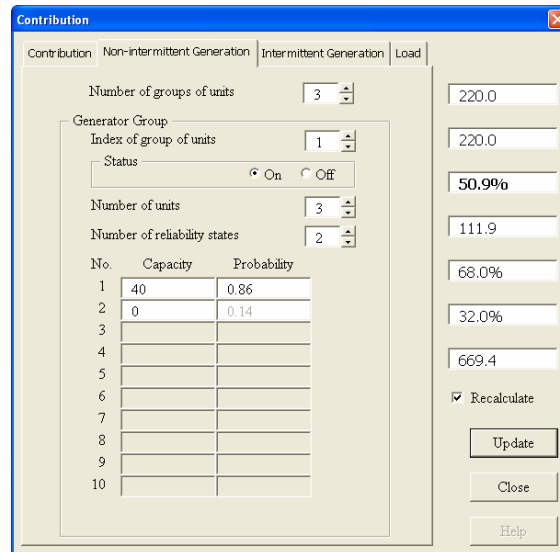 Contribution
Contribution Non-intermittent Generation Intermittent Generation Load
Number of groups of units 3
220.0
Generator Group
Index of group of units 1
220.0
Status
On Off
50.9%
Number of units 3
111.9
Number of reliability states 2
68.0%
No. Capacity Probability
1 40 0.86
2 0 0.14
32.0%
3
4
669.4
5
6
Recalculate
7
8
Update
9
10
Close
Help